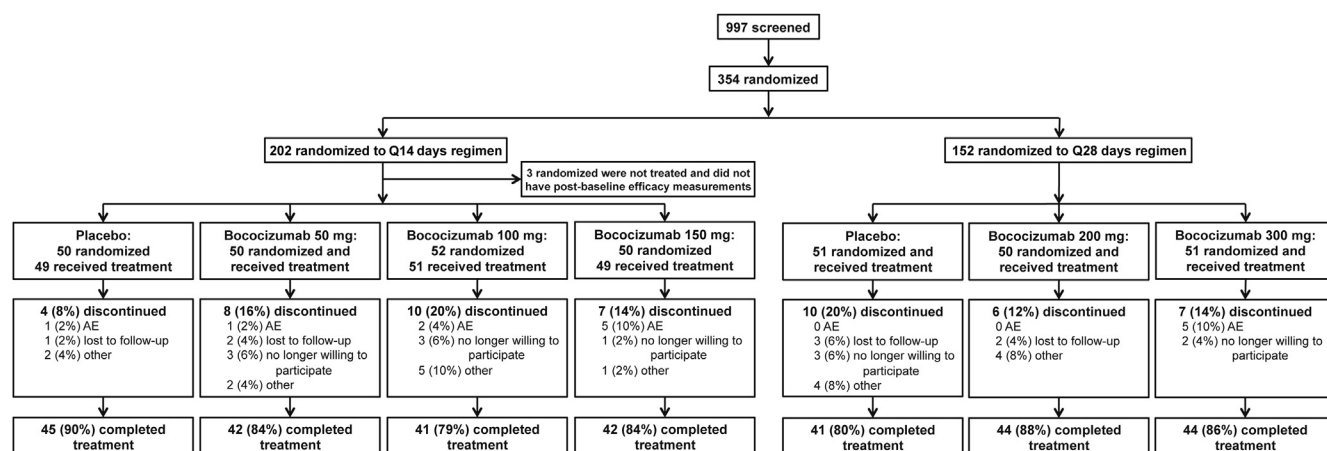 997 screened
354 randomized
202 randomized to Q14 days regimen
152 randomized to Q28 days regimen
3 randomized were not treated and did not
have post-baseline efficacy measurements
Placebo:
50 randomized
49 received treatment
Bococizumab 50 mg:
50 randomized and
received treatment
Bococizumab 100 mg:
52 randomized
51 received treatment
Bococizumab 150 mg:
50 randomized
49 received treatment
Placebo:
51 randomized and
received treatment
Bococizumab 200 mg:
50 randomized and
received treatment
Bococizumab 300 mg:
51 randomized and
received treatment
4 (8%) discontinued
1 (2%) AE
1 (2%) lost to follow-up
2 (4%) other
8 (16%) discontinued
1 (2%) AE
2 (4%) lost to follow-up
3 (6%) no longer willing to
participate
2 (4%) other
10 (20%) discontinued
2 (4%) AE
3 (6%) no longer willing to
participate
5 (10%) other
7 (14%) discontinued
5 (10%) AE
1 (2%) no longer willing to
participate
1 (2%) other
10 (20%) discontinued
0 AE
3 (6%) lost to follow-up
3 (6%) no longer willing to
participate
4 (8%) other
6 (12%) discontinued
0 AE
2 (4%) lost to follow-up
4 (8%) other
7 (14%) discontinued
5 (10%) AE
2 (4%) no longer willing to
participate
45 (90%) completed
treatment
42 (84%) completed
treatment
41 (79%) completed
treatment
42 (84%) completed
treatment
41 (80%) completed
treatment
44 (88%) completed
treatment
44 (86%) completed
treatment